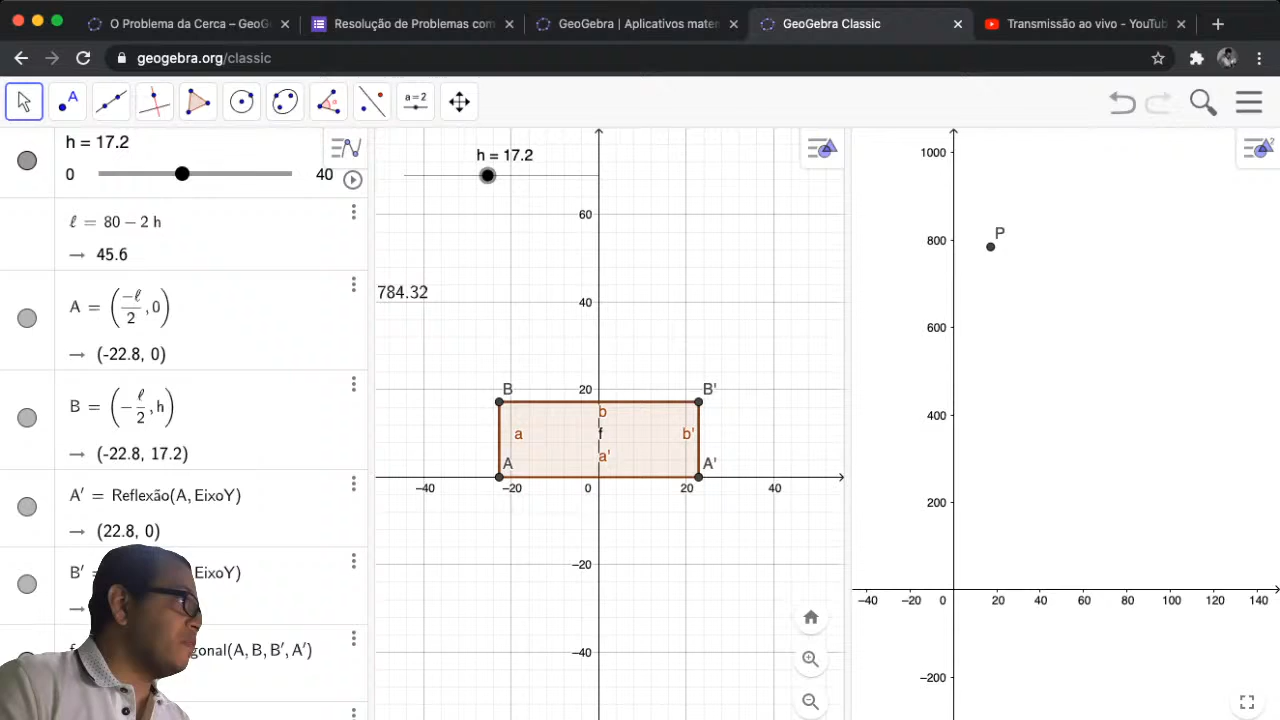 O Problema da Cerca – GeoG
Resolução de Problemas com
GeoGebra | Aplicativos mater
GeoGebra Classic
Transmissão ao vivo - YouTub
geogebra.org/classic
A
a=2
h = 17.2
0
40
ℓ = 80 − 2 h
→ 45.6
A = (−ℓ/2, 0)
→ (-22.8, 0)
B = (−ℓ/2, h)
→ (-22.8, 17.2)
A′ = Reflexão(A, EixoY)
→ (22.8, 0)
B′ =
EixoY)
→
gonal(A, B, B′, A′)
h = 17.2
784.32
60
40
20
−20
−40
−40
−20
0
20
40
B
B'
b
a
f
b'
a'
A
A'
P
1000
800
600
400
200
−200
−40
−20
0
20
40
60
80
100
120
140